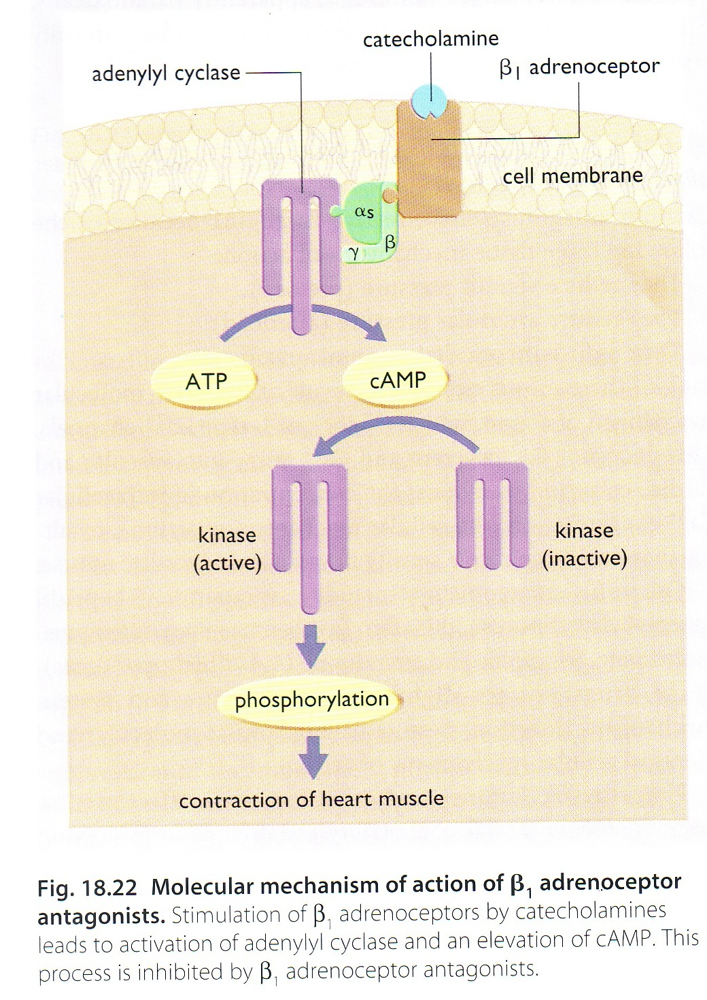 catecholamine
adenylyl cyclase
β₁ adrenoceptor
cell membrane
αs
β
γ
ATP
cAMP
kinase
(active)
kinase
(inactive)
phosphorylation
contraction of heart muscle
Fig. 18.22 Molecular mechanism of action of β₁ adrenoceptor
antagonists. Stimulation of β₁ adrenoceptors by catecholamines
leads to activation of adenylyl cyclase and an elevation of cAMP. This
process is inhibited by β₁ adrenoceptor antagonists.